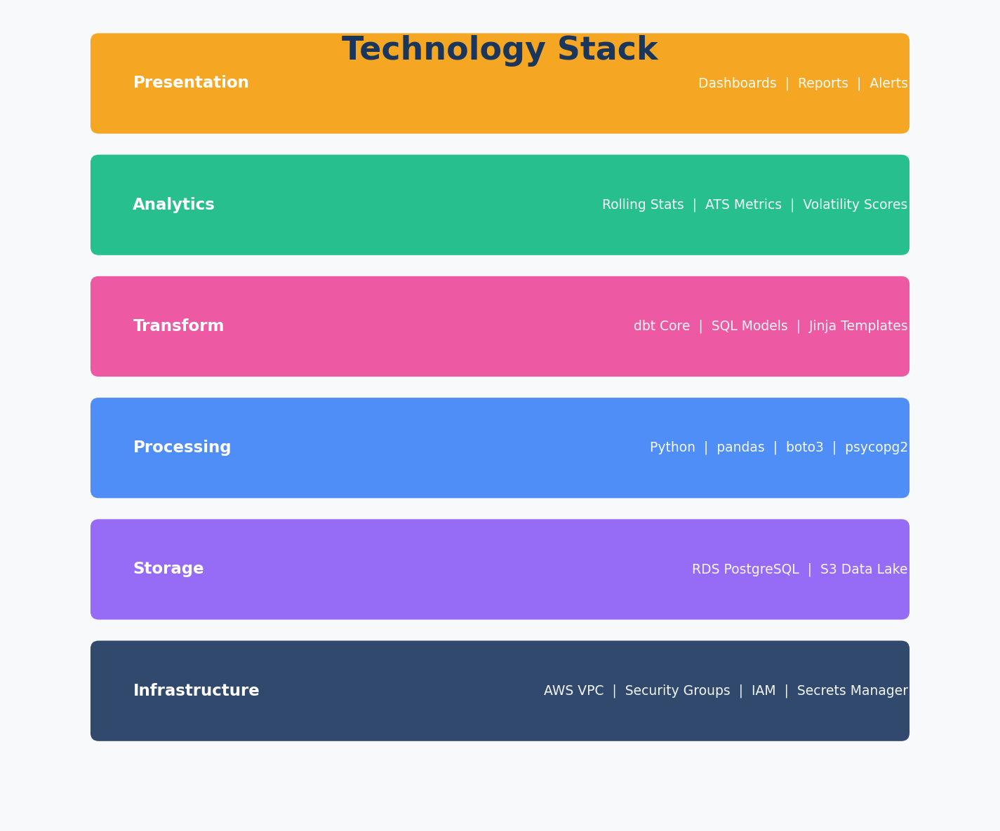 Technology Stack
Presentation
Dashboards | Reports | Alerts
Analytics
Rolling Stats | ATS Metrics | Volatility Scores
Transform
dbt Core | SQL Models | Jinja Templates
Processing
Python | pandas | boto3 | psycopg2
Storage
RDS PostgreSQL | S3 Data Lake
Infrastructure
AWS VPC | Security Groups | IAM | Secrets Manager